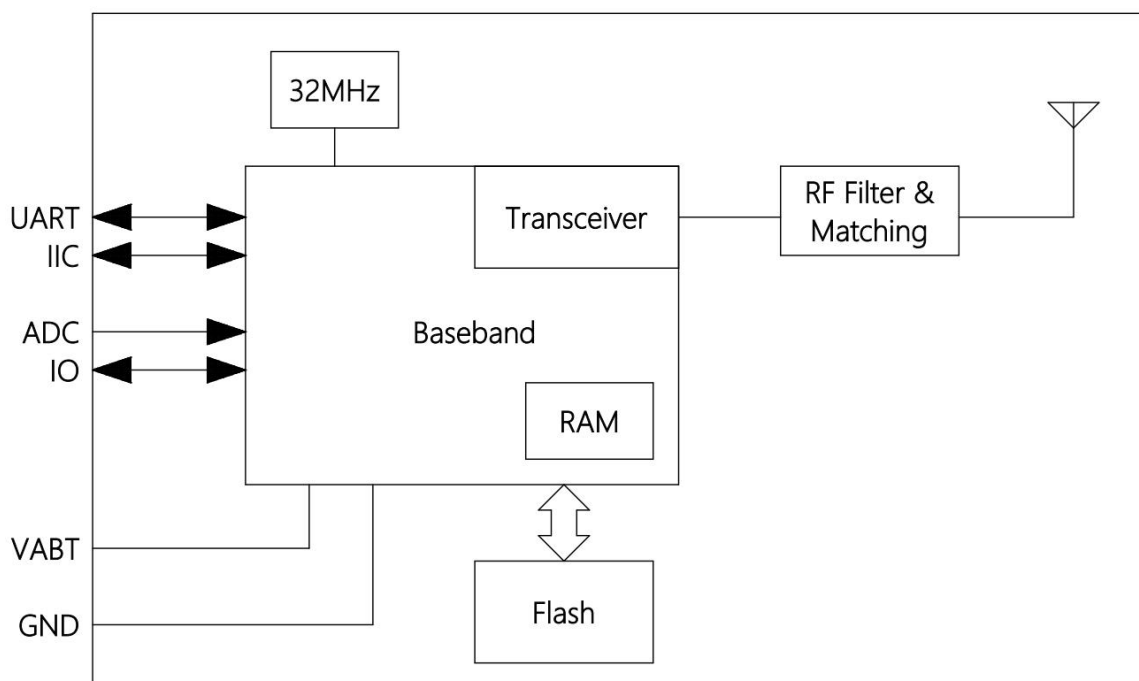 32MHz
UART
IIC
ADC
IO
VABT
GND
Transceiver
Baseband
RAM
RF Filter &
Matching
Flash